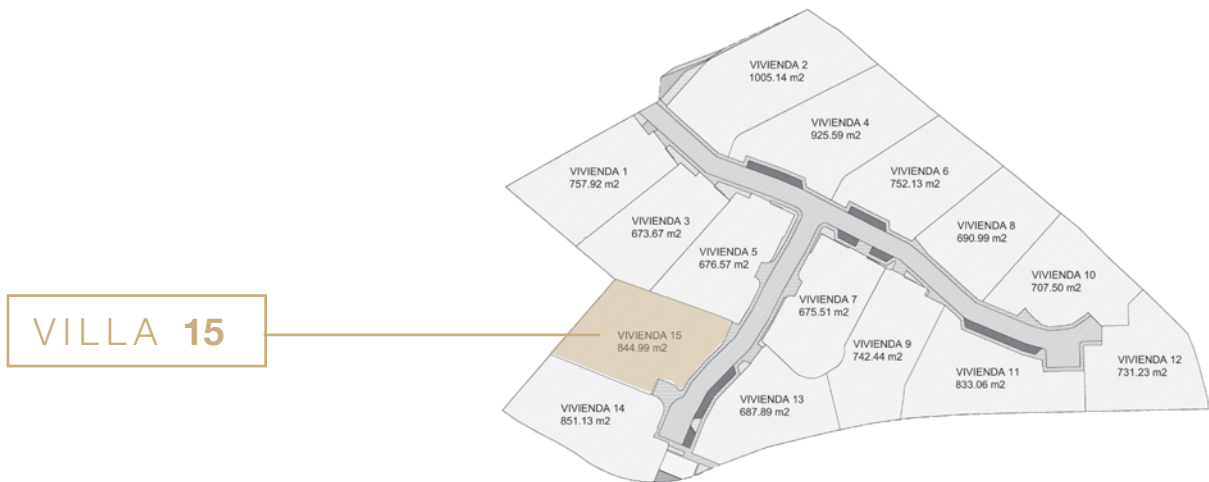 VIVIENDA 2
1005.14 m2
VIVIENDA 4
925.59 m2
VIVIENDA 1
757.92 m2
VIVIENDA 6
752.13 m2
VIVIENDA 3
673.67 m2
VIVIENDA 8
690.99 m2
VIVIENDA 5
676.57 m2
VIVIENDA 10
707.50 m2
VIVIENDA 7
675.51 m2
VILLA 15
VIVIENDA 15
844.99 m2
VIVIENDA 9
742.44 m2
VIVIENDA 12
731.23 m2
VIVIENDA 11
833.06 m2
VIVIENDA 13
687.89 m2
VIVIENDA 14
851.13 m2